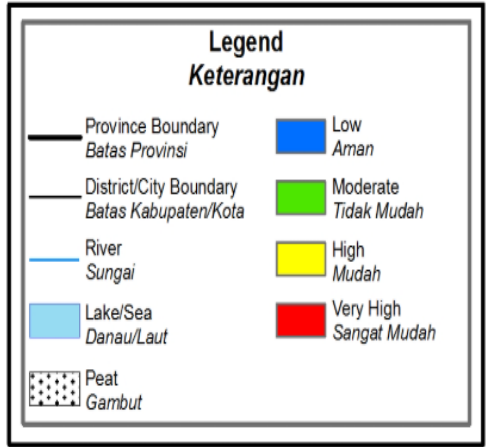 Legend
Keterangan
Province Boundary
Batas Provinsi
District/City Boundary
Batas Kabupaten/Kota
River
Sungai
Lake/Sea
Danau/Laut
Peat
Gambut
Low
Aman
Moderate
Tidak Mudah
High
Mudah
Very High
Sangat Mudah